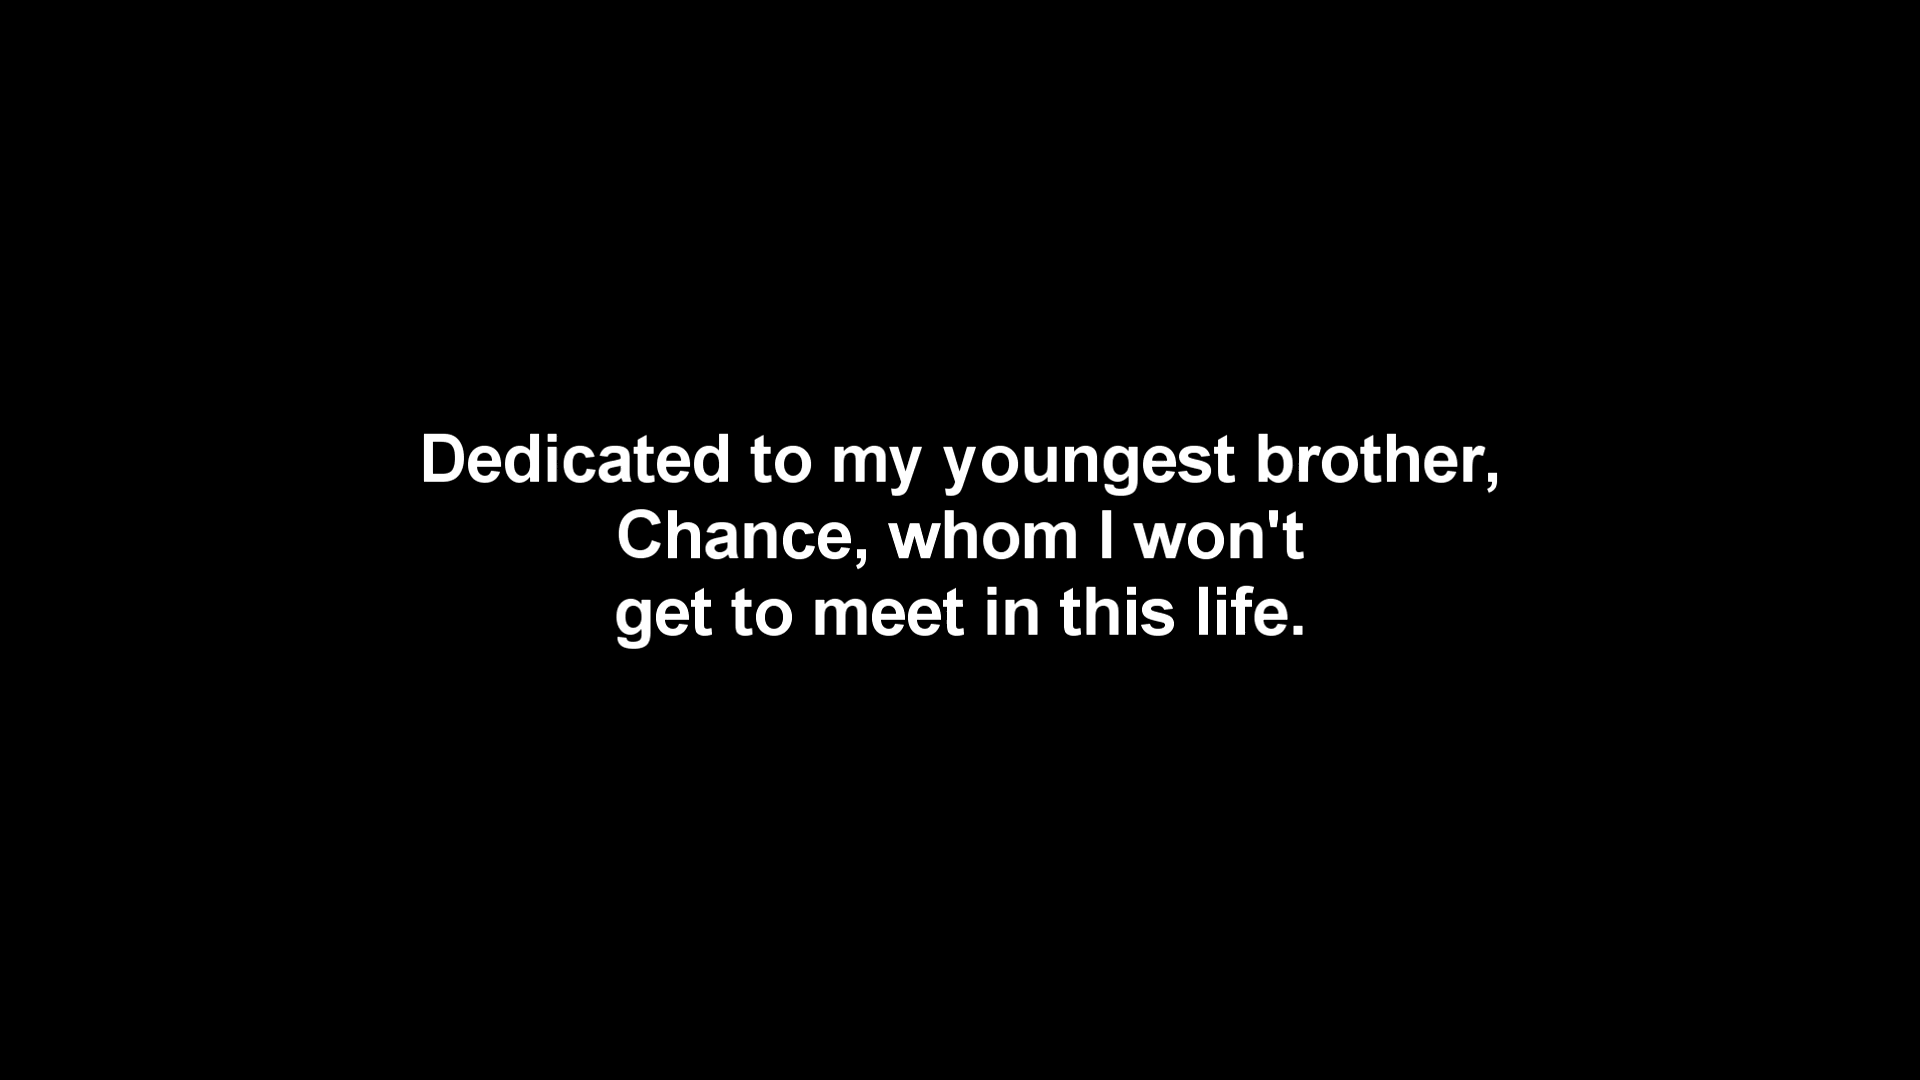 Dedicated to my youngest brother,
Chance, whom I won't
get to meet in this life.